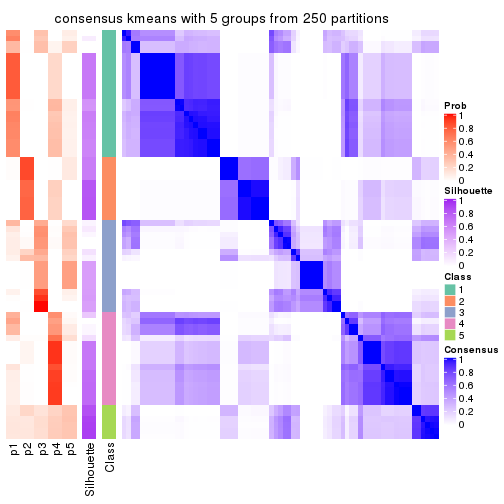 consensus kmeans with 5 groups from 250 partitions
Prob
1
0.8
0.6
0.4
0.2
0
Silhouette
1
0.8
0.6
0.4
0.2
0
Class
1
2
3
4
5
Consensus
1
0.8
0.6
0.4
0.2
0
p1
p2
p3
p4
p5
Silhouette
Class